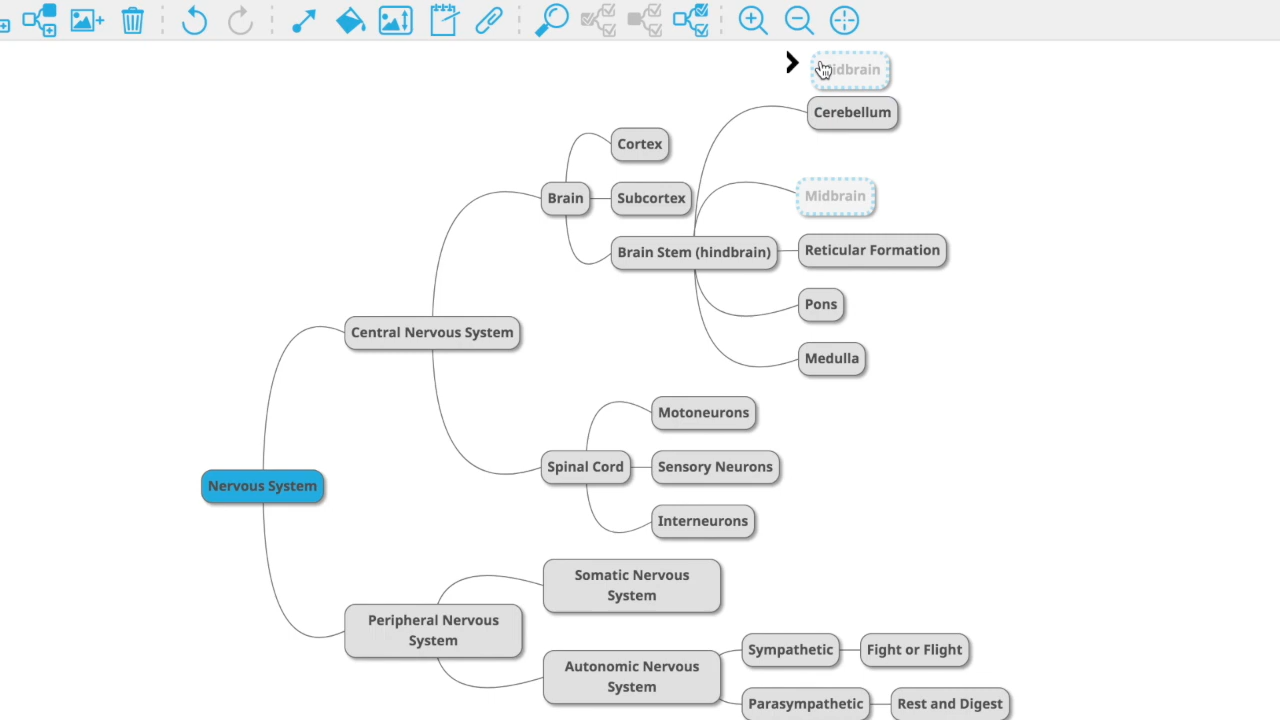 Midbrain
Cerebellum
Cortex
Brain
Subcortex
Midbrain
Brain Stem (hindbrain)
Reticular Formation
Pons
Central Nervous System
Medulla
Motoneurons
Spinal Cord
Sensory Neurons
Nervous System
Interneurons
Somatic Nervous
System
Peripheral Nervous
System
Autonomic Nervous
System
Sympathetic
Fight or Flight
Parasympathetic
Rest and Digest